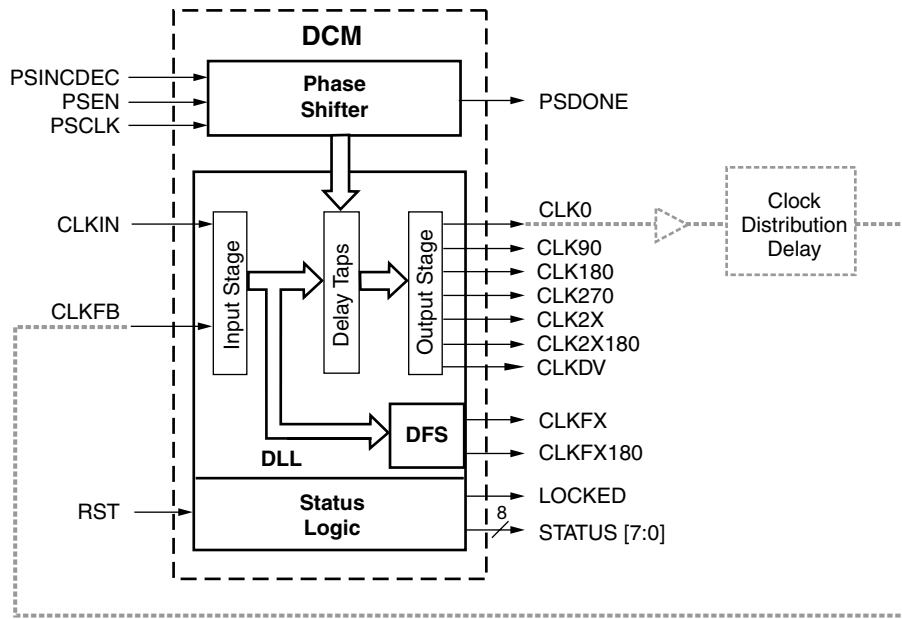 DCM
PSINCDEC
PSEN
PSCLK
Phase
Shifter
PSDONE
CLKIN
CLKFB
Input Stage
Delay Taps
Output Stage
CLK0
CLK90
CLK180
CLK270
CLK2X
CLK2X180
CLKDV
Clock
Distribution
Delay
DFS
CLKFX
CLKFX180
DLL
RST
Status
Logic
LOCKED
8
STATUS [7:0]